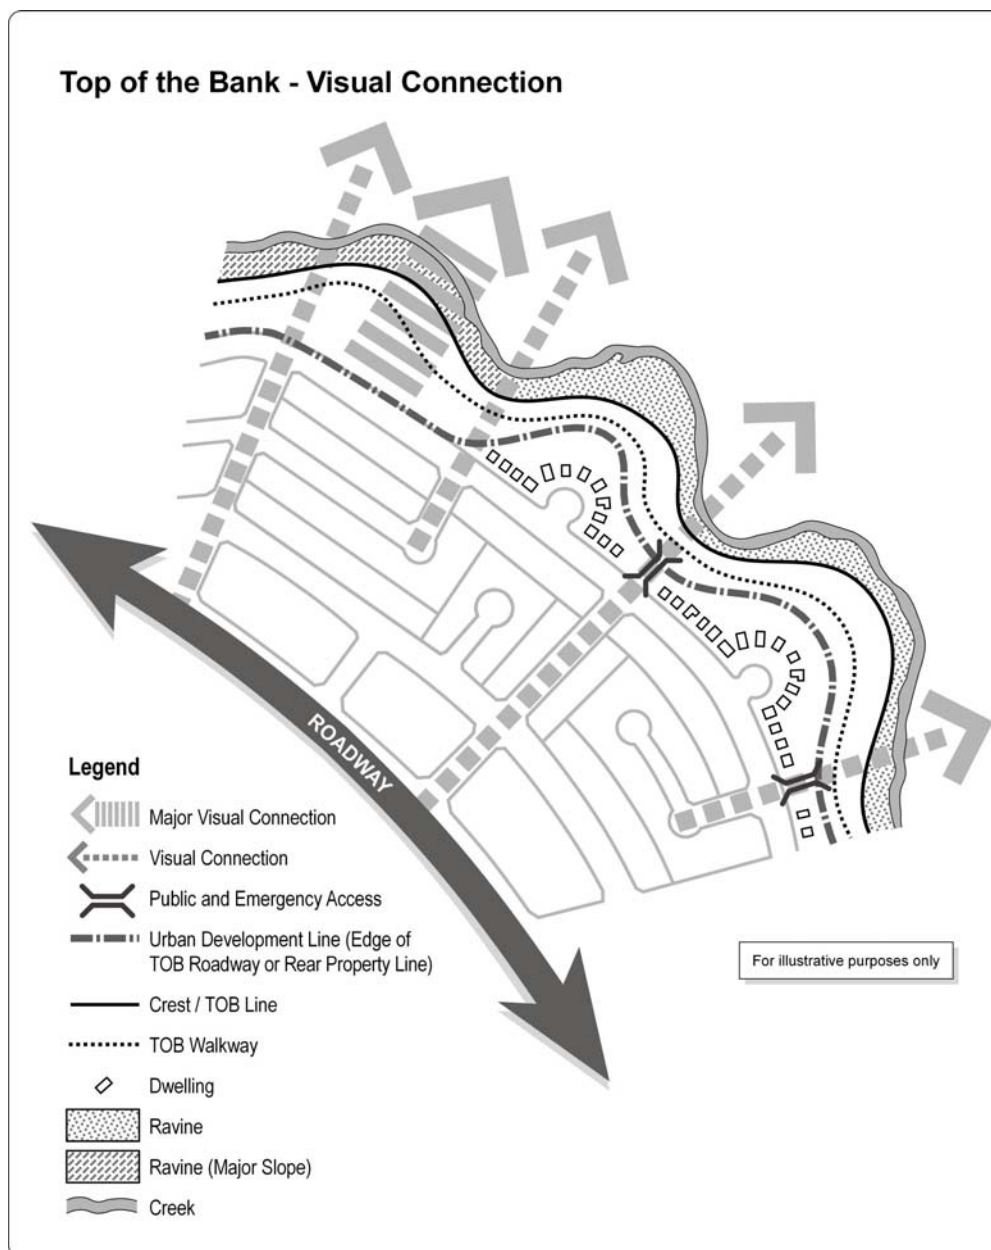 Top of the Bank - Visual Connection
ROADWAY
Legend
Major Visual Connection
Visual Connection
Public and Emergency Access
Urban Development Line (Edge of
TOB Roadway or Rear Property Line)
Crest / TOB Line
TOB Walkway
Dwelling
Ravine
Ravine (Major Slope)
Creek
For illustrative purposes only